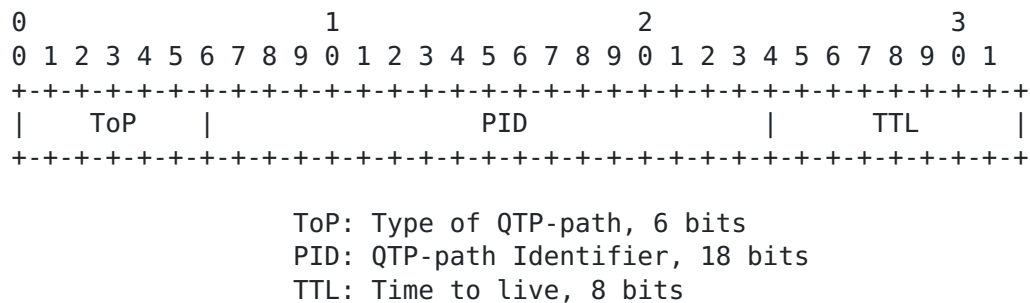 0                   1                   2                   3
0 1 2 3 4 5 6 7 8 9 0 1 2 3 4 5 6 7 8 9 0 1 2 3 4 5 6 7 8 9 0 1
+-+-+-+-+-+-+-+-+-+-+-+-+-+-+-+-+-+-+-+-+-+-+-+-+-+-+-+-+-+-+-+-+
|    ToP    |                PID                |      TTL      |
+-+-+-+-+-+-+-+-+-+-+-+-+-+-+-+-+-+-+-+-+-+-+-+-+-+-+-+-+-+-+-+-+
ToP: Type of QTP-path, 6 bits
PID: QTP-path Identifier, 18 bits
TTL: Time to live, 8 bits